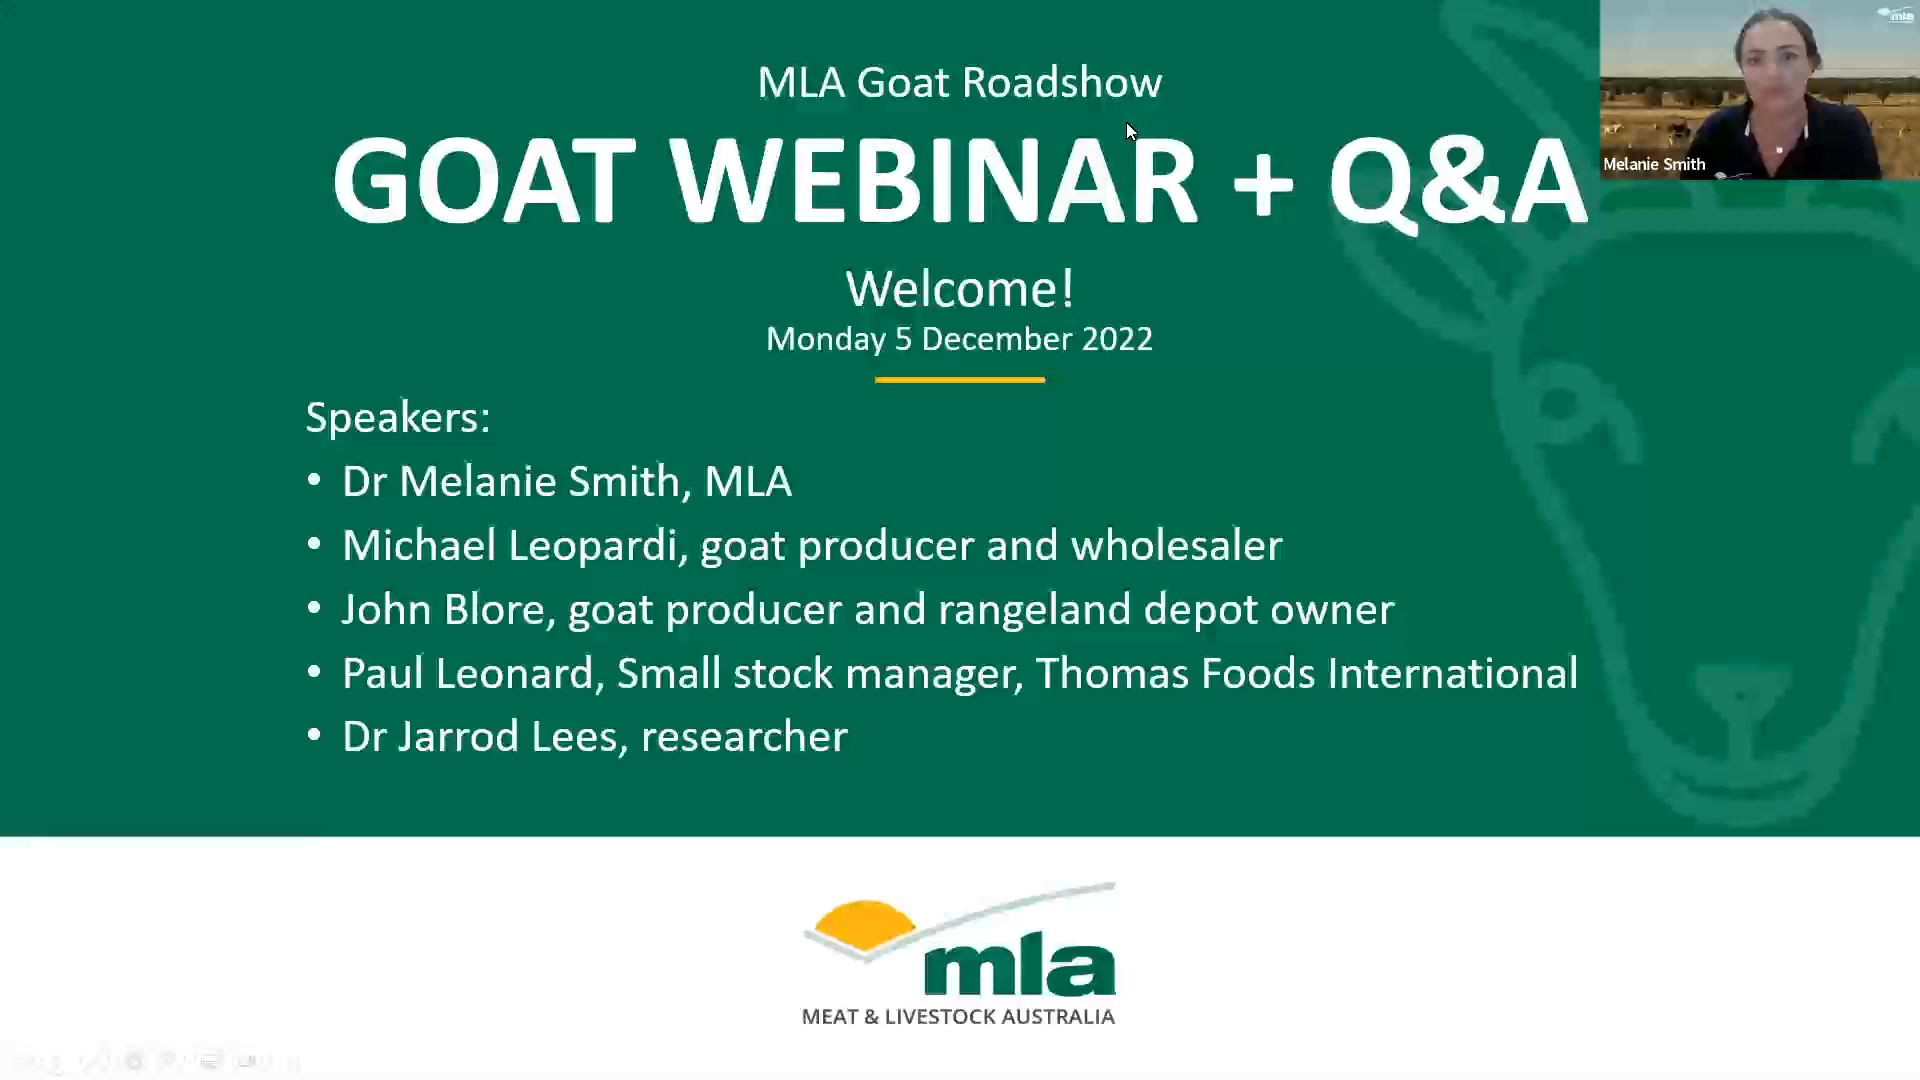 MLA Goat Roadshow
GOAT WEBINAR + Q&A
Welcome!
Monday 5 December 2022
Speakers:
• Dr Melanie Smith, MLA
• Michael Leopardi, goat producer and wholesaler
• John Blore, goat producer and rangeland depot owner
• Paul Leonard, Small stock manager, Thomas Foods International
• Dr Jarrod Lees, researcher
mla
Melanie Smith
mla
MEAT & LIVESTOCK AUSTRALIA